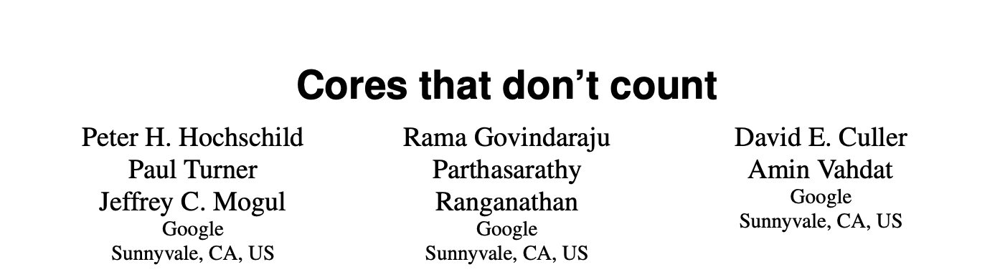 Cores that don’t count
Peter H. Hochschild
Paul Turner
Jeffrey C. Mogul
Google
Sunnyvale, CA, US
Rama Govindaraju
Parthasarathy
Ranganathan
Google
Sunnyvale, CA, US
David E. Culler
Amin Vahdat
Google
Sunnyvale, CA, US